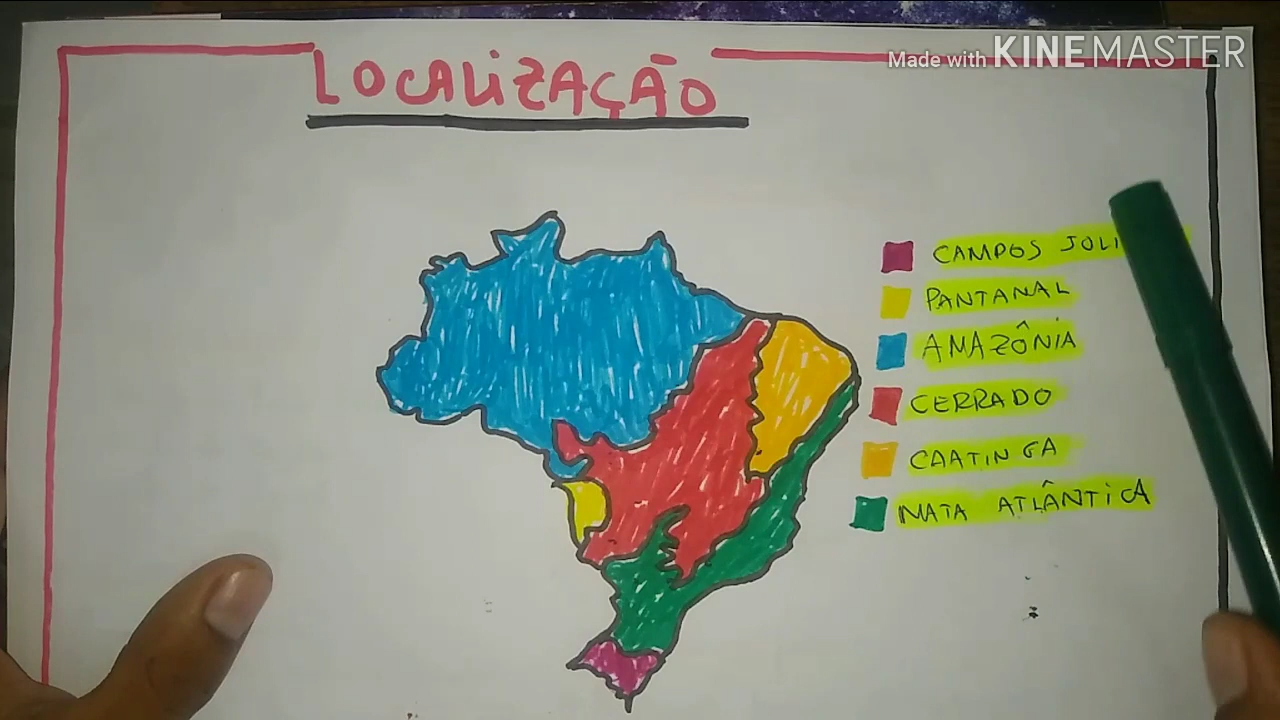 Made with KINEMASTER
LOCALIZAÇÃO
CAMPOS
PANTANAL
AMAZÔNIA
CERRADO
CAATINGA
MATA ATLÂNTICA